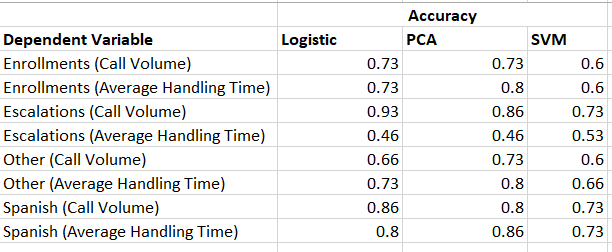 Accuracy
Dependent Variable Logistic PCA SVM
Enrollments (Call Volume) 0.73 0.73 0.6
Enrollments (Average Handling Time) 0.73 0.8 0.6
Escalations (Call Volume) 0.93 0.86 0.73
Escalations (Average Handling Time) 0.46 0.46 0.53
Other (Call Volume) 0.66 0.73 0.6
Other (Average Handling Time) 0.73 0.8 0.66
Spanish (Call Volume) 0.86 0.8 0.73
Spanish (Average Handling Time) 0.8 0.86 0.73